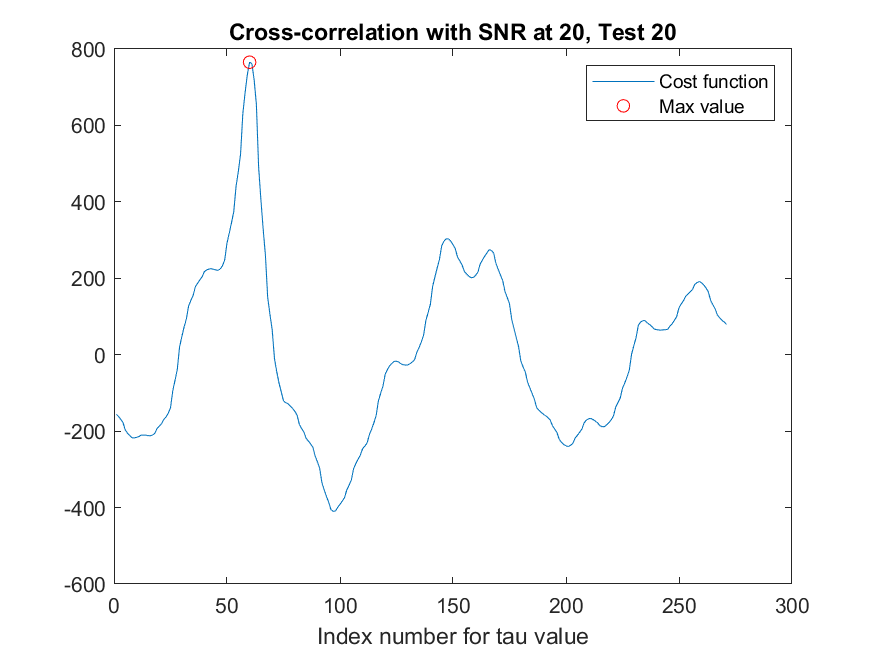 Cross-correlation with SNR at 20, Test 20
800
600
400
200
0
-200
-400
-600
0 50 100 150 200 250 300
Index number for tau value
Cost function
Max value